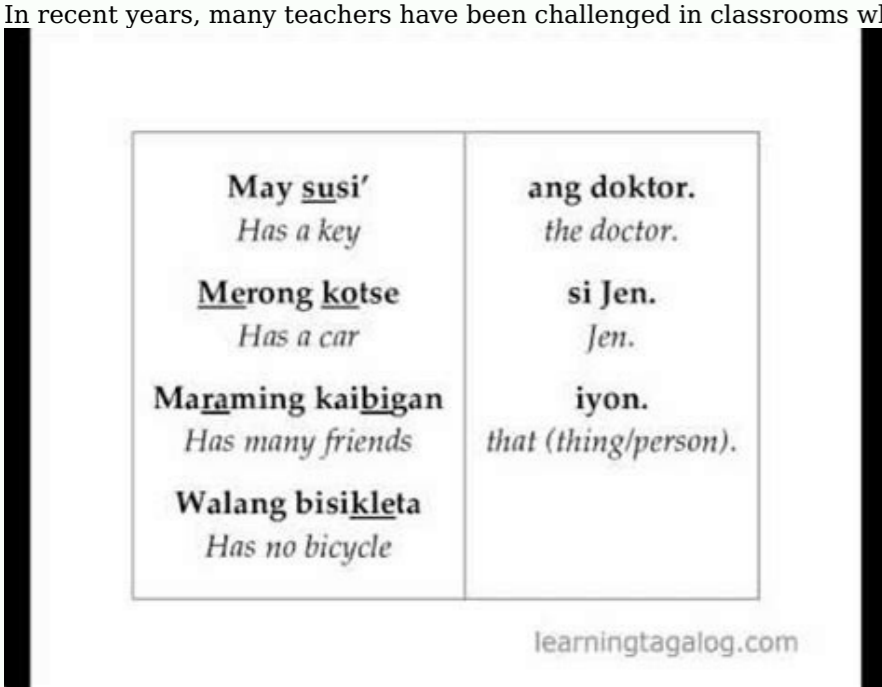 In recent years, many teachers have been challenged in classrooms
May susi’
Has a key
Merong kotse
Has a car
Maraming kaibigan
Has many friends
Walang bisikleta
Has no bicycle
ang doktor.
the doctor.
si Jen.
Jen.
iyon.
that (thing/person).
learningtagalog.com